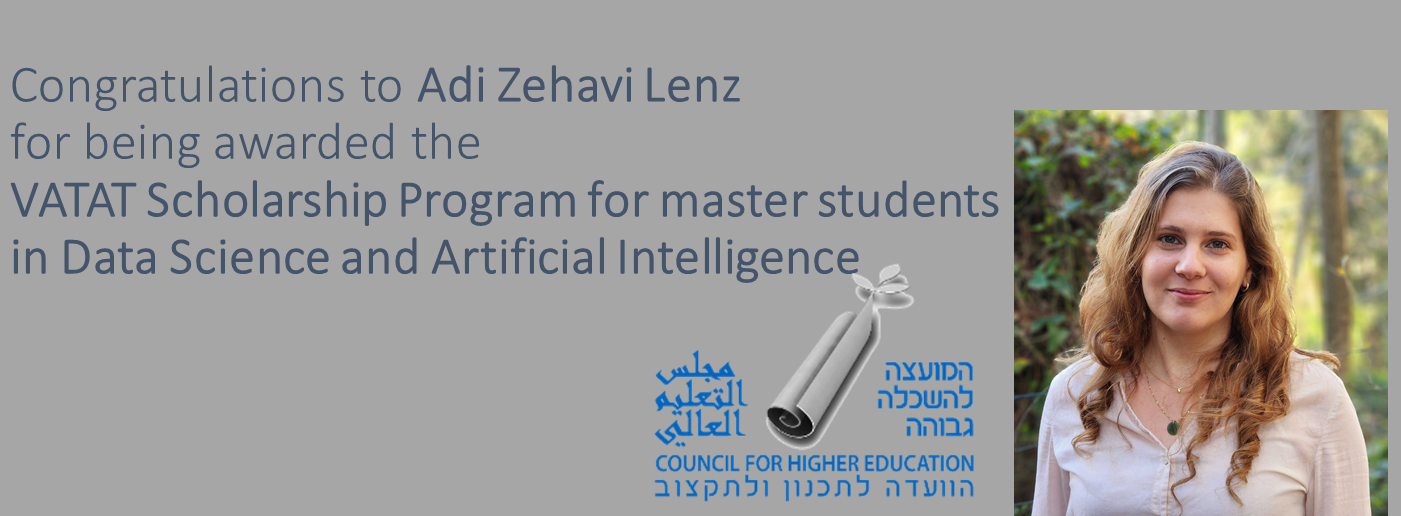 Congratulations to Adi Zehavi Lenz
for being awarded the
VATAT Scholarship Program for master students
in Data Science and Artificial Intelligence
مجلس
التعليم
العالي
המועצה
להשכלה
גבוהה
COUNCIL FOR HIGHER EDUCATION
הוועדה לתכנון ולתקצוב